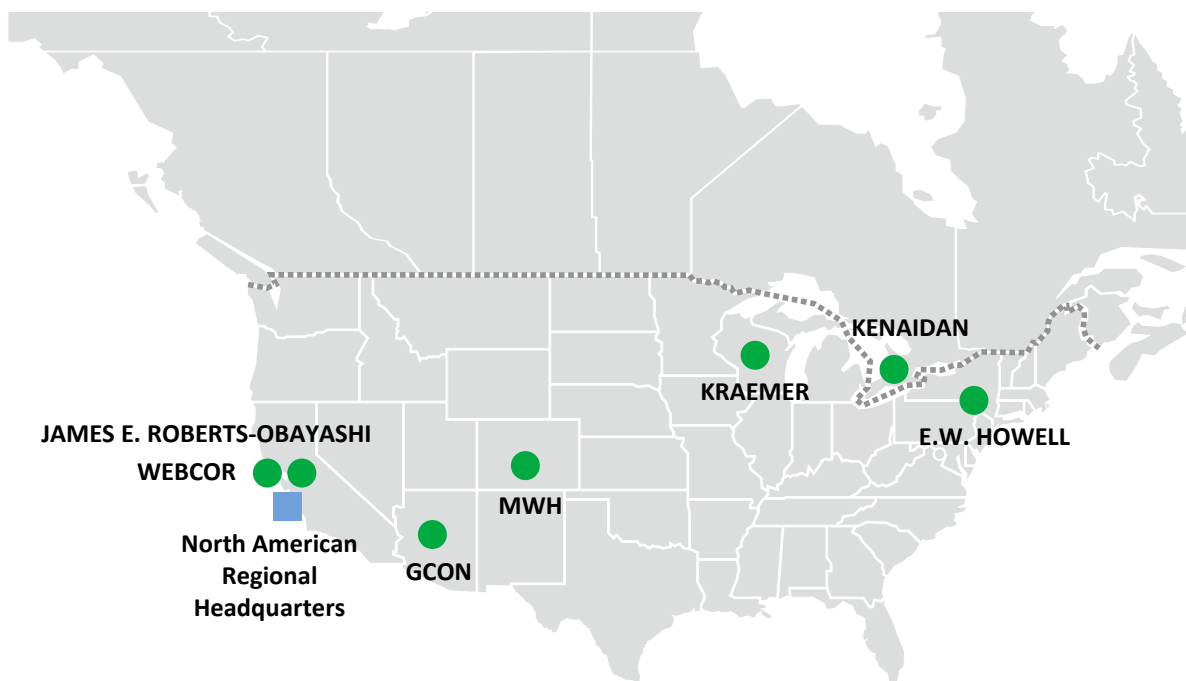 KENAIDAN
KRAEMER
E.W. HOWELL
JAMES E. ROBERTS-OBAYASHI
WEBCOR
MWH
GCON
North American
Regional
Headquarters